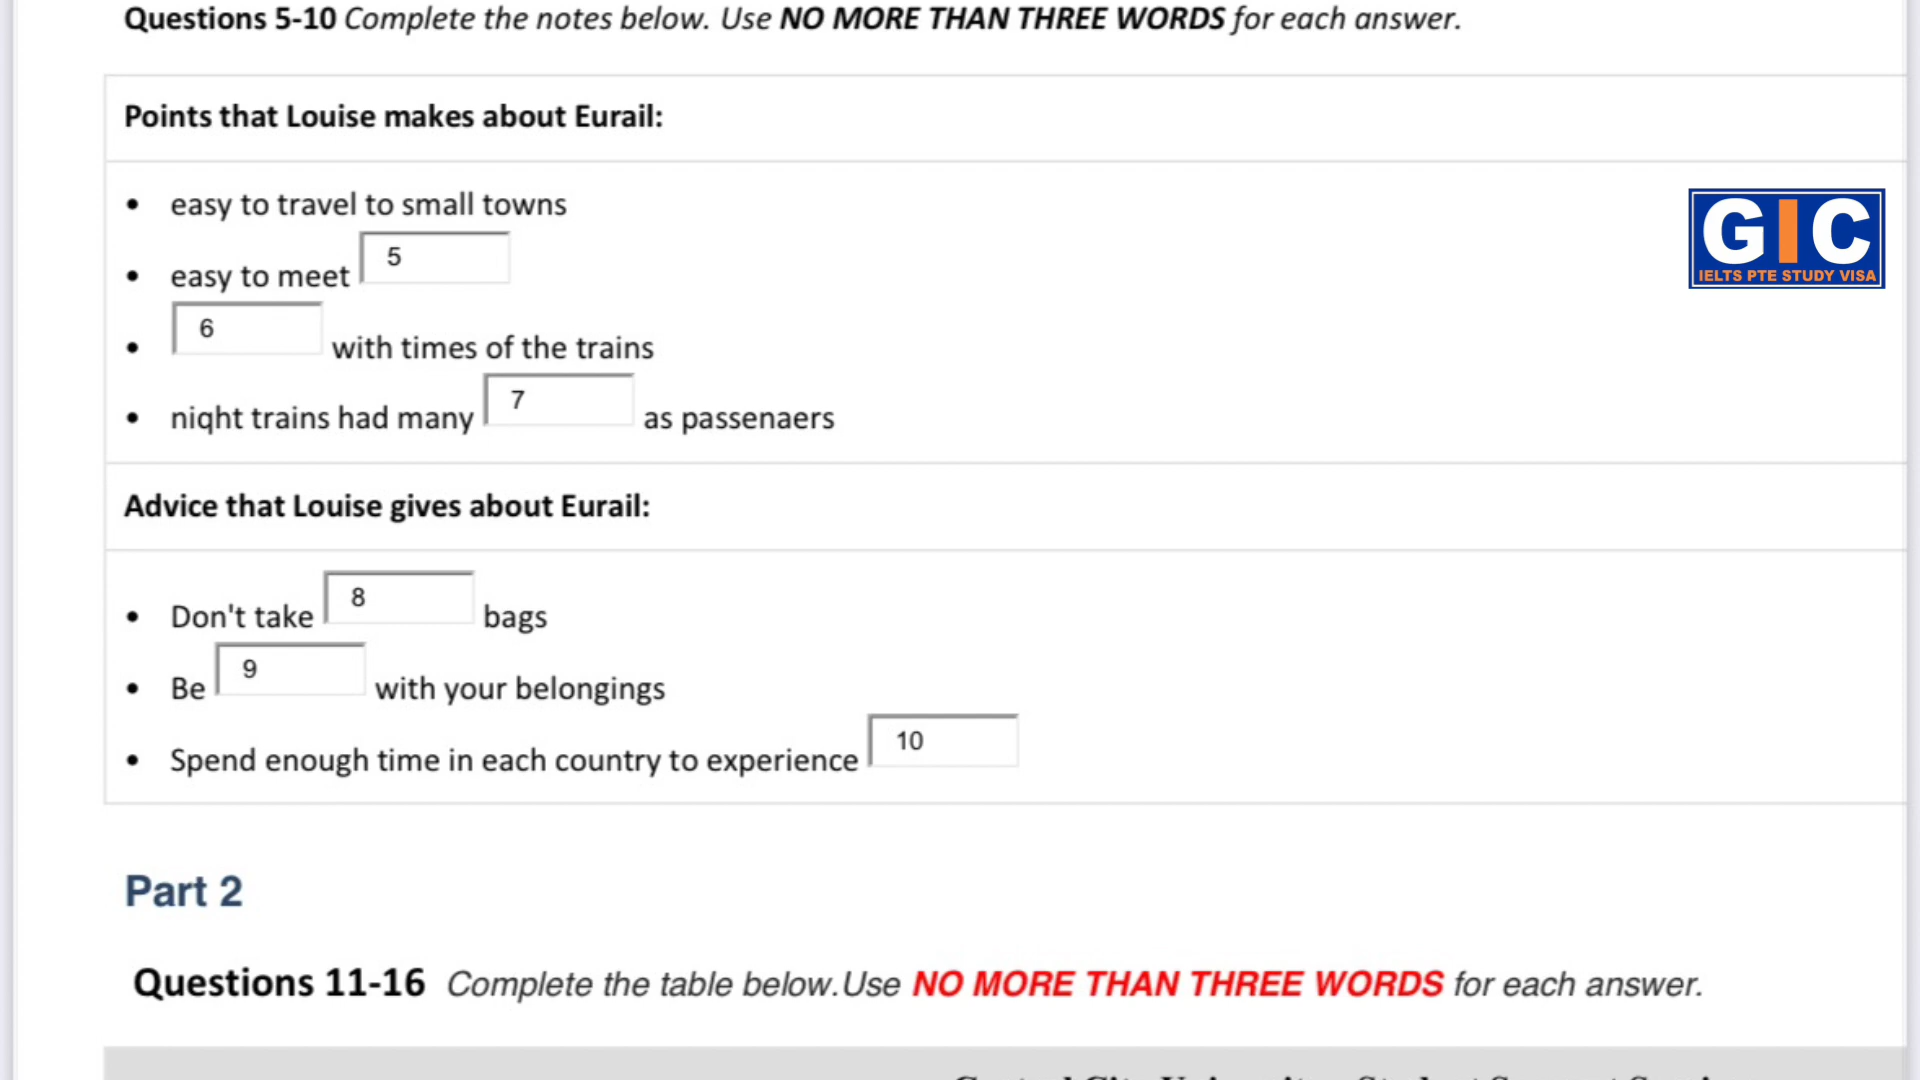 Questions 5-10 Complete the notes below. Use NO MORE THAN THREE WORDS for each answer.
Points that Louise makes about Eurail:
• easy to travel to small towns
• easy to meet 5
• 6 with times of the trains
• niqht trains had many 7 as passenaers
GIC
IELTS PTE STUDY VISA
Advice that Louise gives about Eurail:
• Don't take 8 bags
• Be 9 with your belongings
• Spend enough time in each country to experience 10
Part 2
Questions 11-16 Complete the table below.Use NO MORE THAN THREE WORDS for each answer.